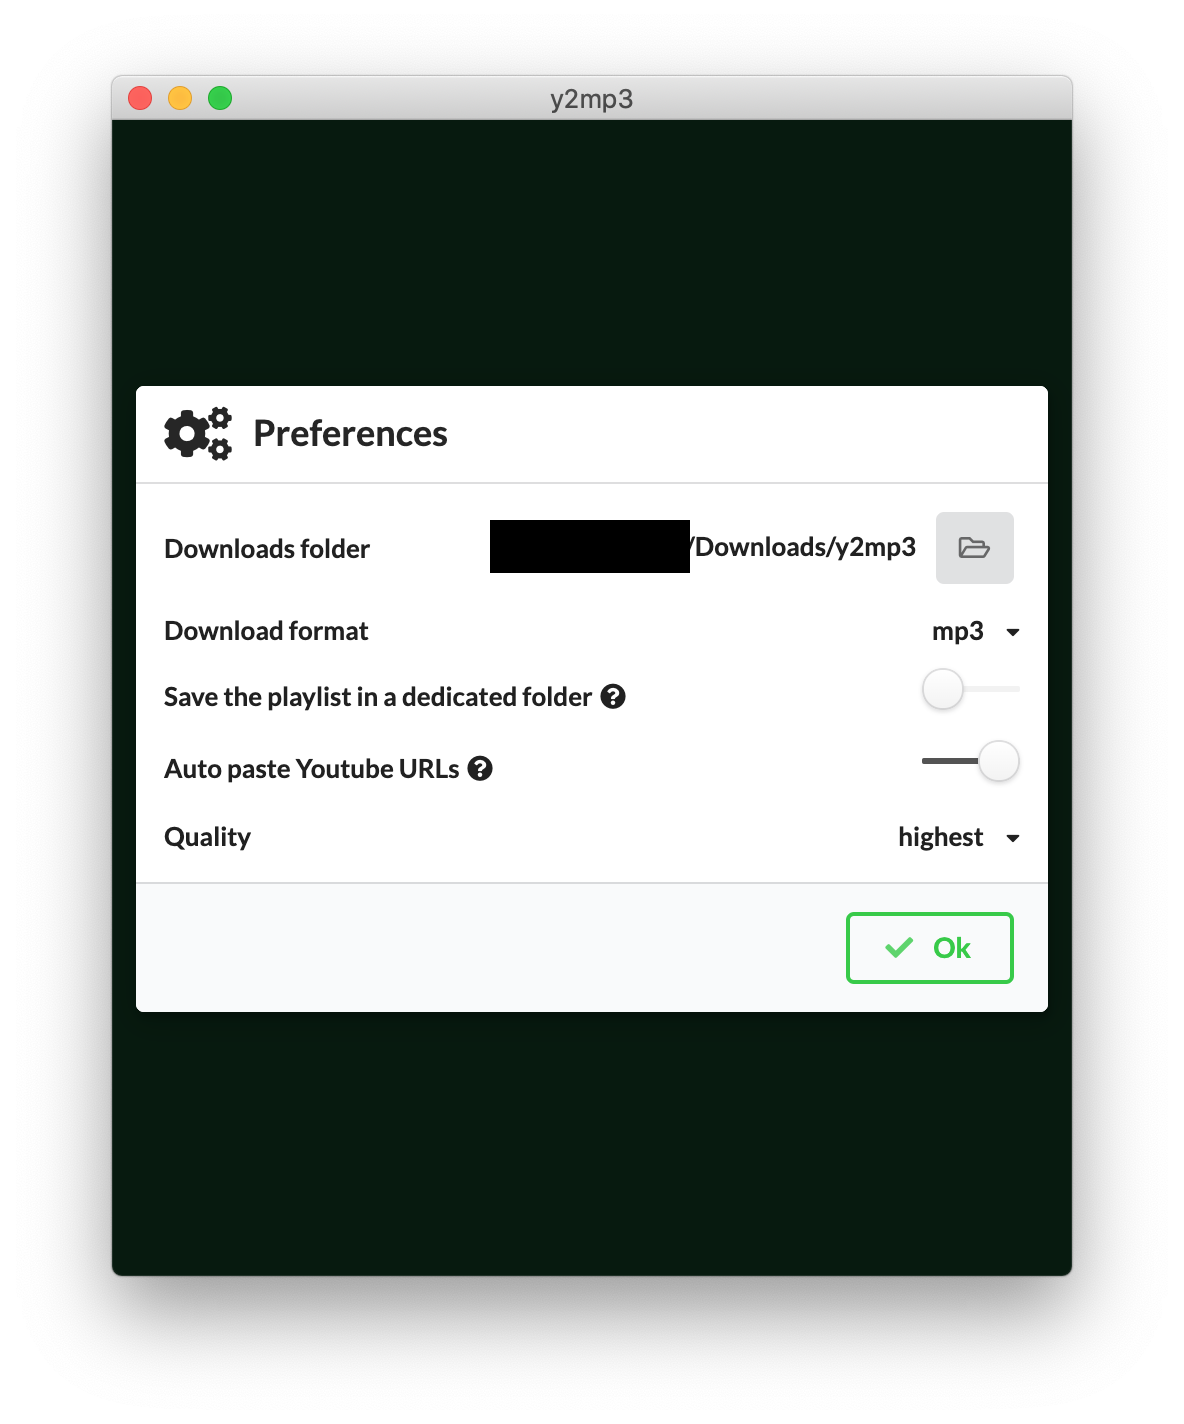 y2mp3
Preferences
Downloads folder /Downloads/y2mp3
Download format mp3
Save the playlist in a dedicated folder ?
Auto paste Youtube URLs ?
Quality highest
Ok